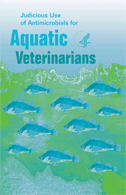 Judicious Use
of Antimicrobials for
Aquatic
Veterinarians